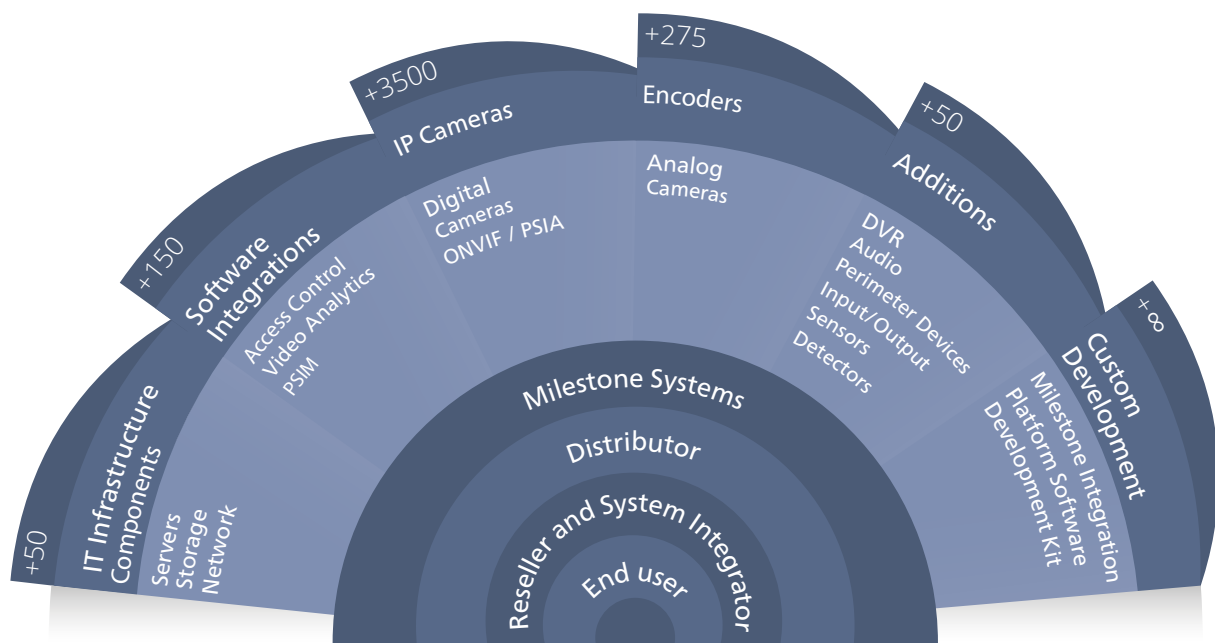 +50
IT Infrastructure
Components
Servers
Storage
Network
+150
Software
Integrations
Access Control
Video Analytics
PSIM
+3500
IP Cameras
Digital
Cameras
ONVIF / PSIA
+275
Encoders
Analog
Cameras
+50
Additions
DVR
Audio
Perimeter Devices
Input/Output
Sensors
Detectors
+∞
Custom
Development
Milestone Integration
Platform Software
Development Kit
Milestone Systems
Distributor
Reseller and System Integrator
End user